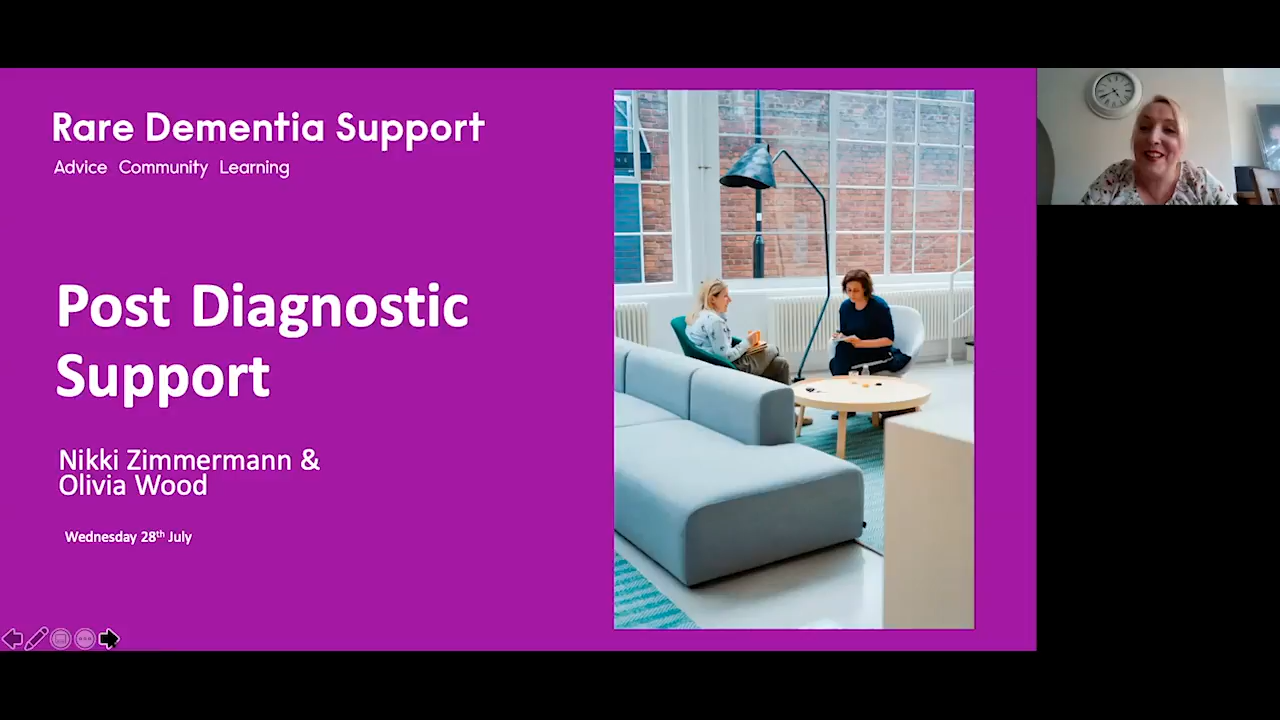 Rare Dementia Support
Advice Community Learning
Post Diagnostic
Support
Nikki Zimmermann &
Olivia Wood
Wednesday 28th July